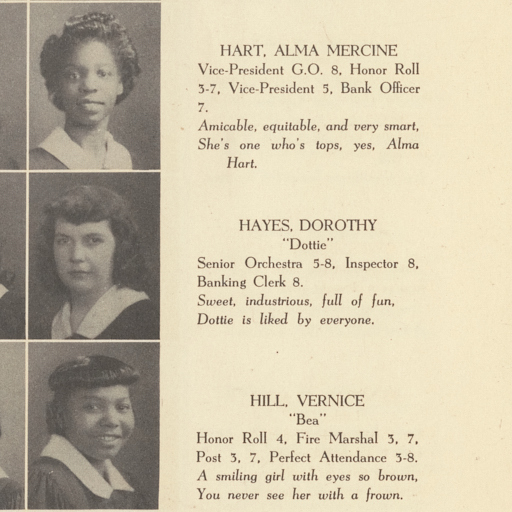 HART, ALMA MERCINE
Vice-President G.O. 8, Honor Roll
3-7, Vice-President 5, Bank Officer
7.
Amicable, equitable, and very smart,
She's one who's tops, yes, Alma
Hart.
HAYES, DOROTHY
"Dottie"
Senior Orchestra 5-8, Inspector 8,
Banking Clerk 8.
Sweet, industrious, full of fun,
Dottie is liked by everyone.
HILL, VERNICE
"Bea"
Honor Roll 4, Fire Marshal 3, 7,
Post 3, 7, Perfect Attendance 3-8.
A smiling girl with eyes so brown,
You never see her with a frown.